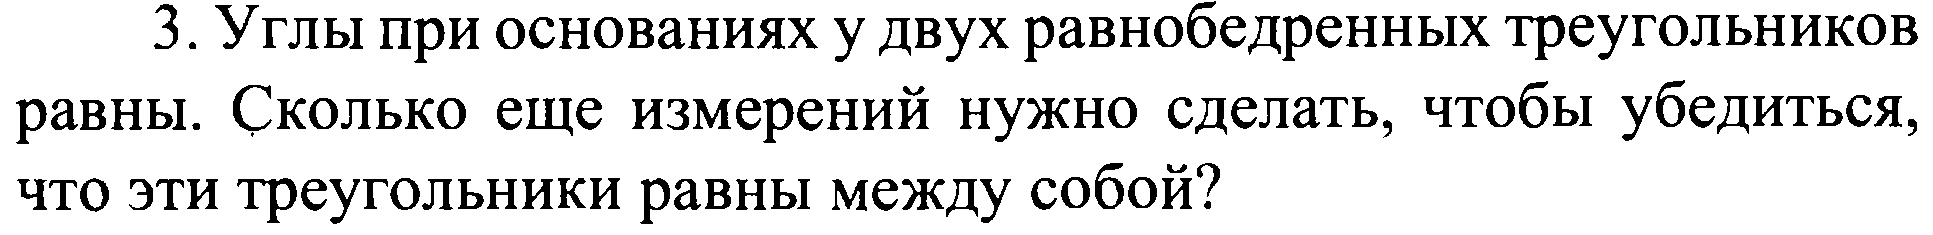 3. Углы при основаниях у двух равнобедренных треугольников
равны. Сколько еще измерений нужно сделать, чтобы убедиться,
что эти треугольники равны между собой?